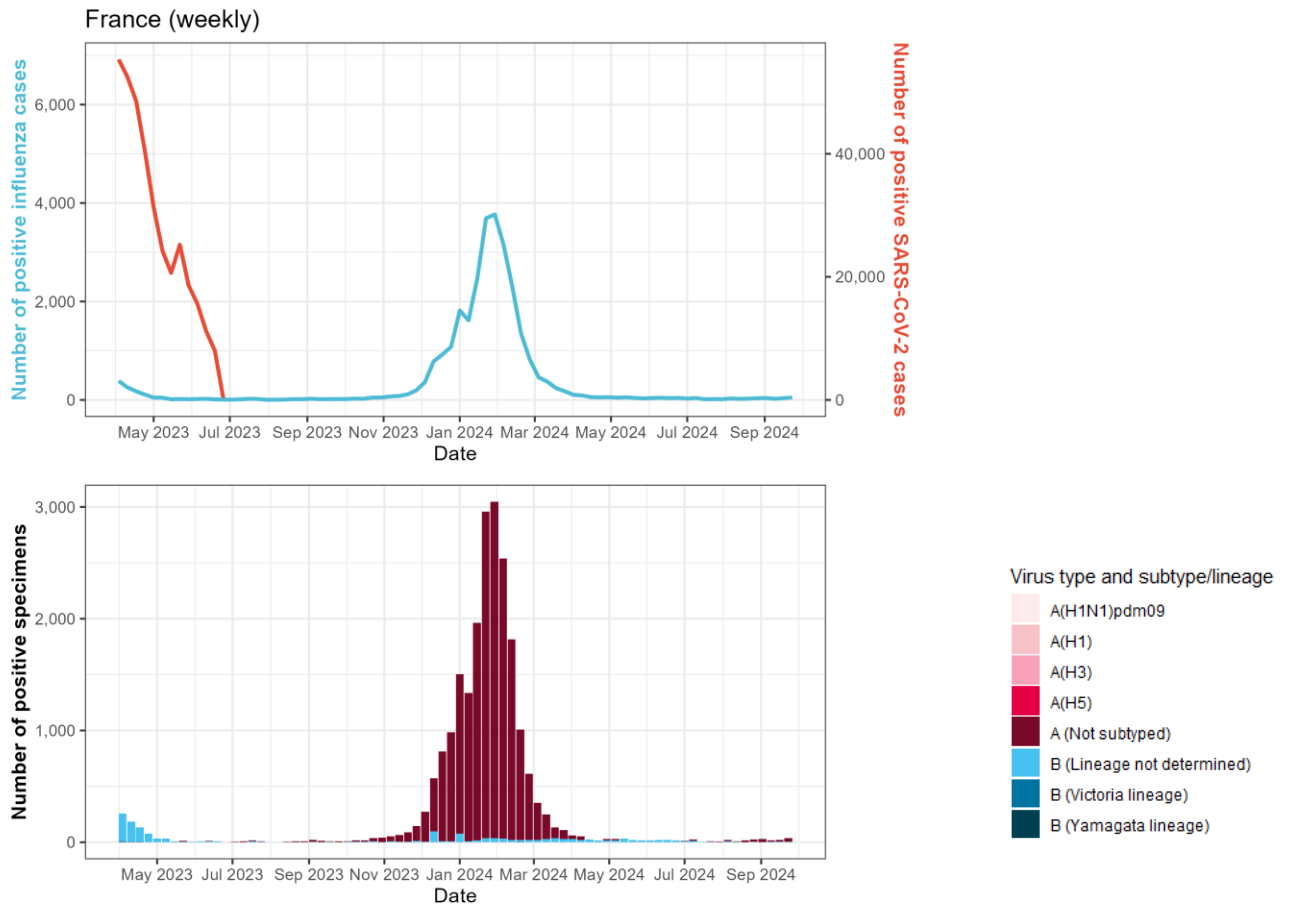 France (weekly)
Number of positive influenza cases
6,000
4,000
2,000
0
40,000
20,000
0
Number of positive SARS-CoV-2 cases
May 2023 Jul 2023 Sep 2023 Nov 2023 Jan 2024 Mar 2024 May 2024 Jul 2024 Sep 2024
Date
Number of positive specimens
3,000
2,000
1,000
0
May 2023 Jul 2023 Sep 2023 Nov 2023 Jan 2024 Mar 2024 May 2024 Jul 2024 Sep 2024
Date
Virus type and subtype/lineage
A(H1N1)pdm09
A(H1)
A(H3)
A(H5)
A (Not subtyped)
B (Lineage not determined)
B (Victoria lineage)
B (Yamagata lineage)